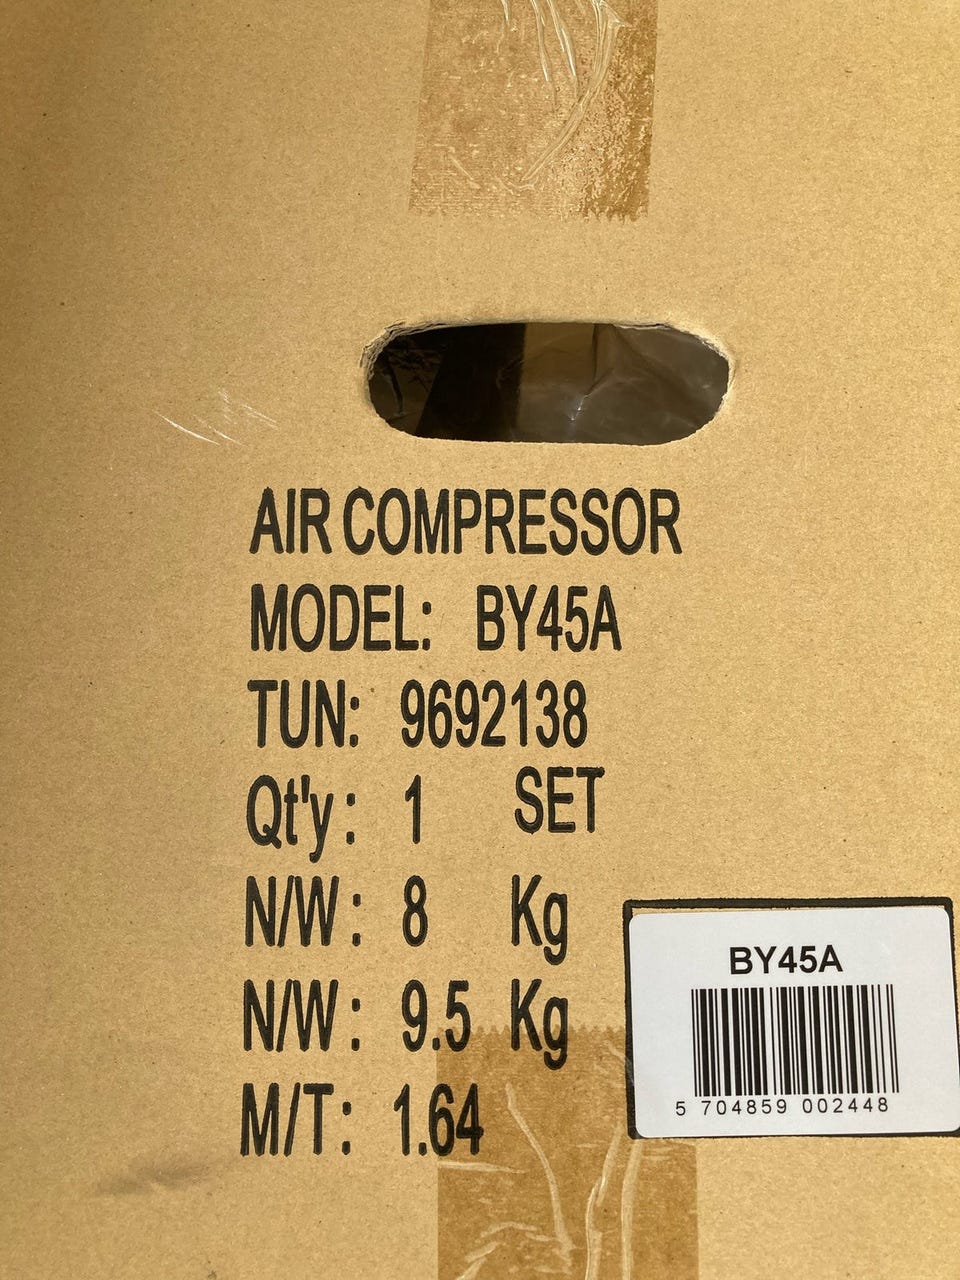 AIR COMPRESSOR
MODEL: BY45A
TUN: 9692138
Qt'y: 1 SET
N/W: 8 Kg
N/W: 9.5 Kg
M/T: 1.64
BY45A
5 704859 002448